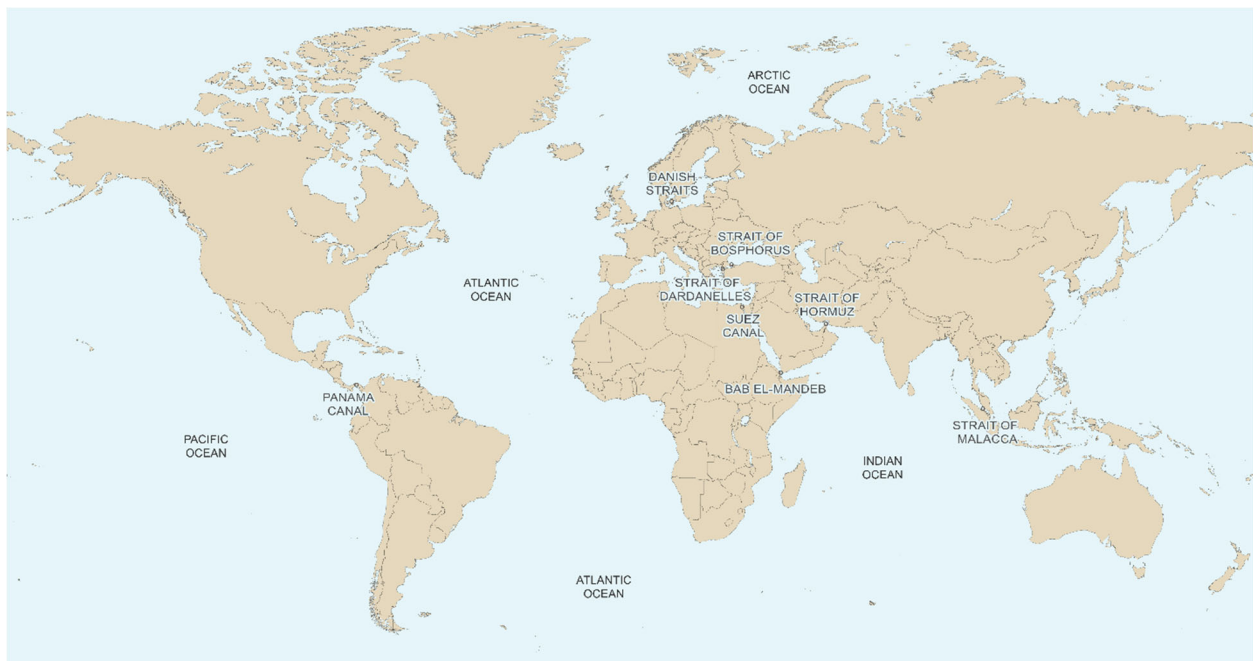 ARCTIC
OCEAN
DANISH
STRAITS
STRAIT OF
BOSPHORUS
ATLANTIC
OCEAN
STRAIT OF
DARDANELLES
STRAIT OF
HORMUZ
SUEZ
CANAL
BAB EL-MANDEB
PANAMA
CANAL
STRAIT OF
MALACCA
PACIFIC
OCEAN
INDIAN
OCEAN
ATLANTIC
OCEAN